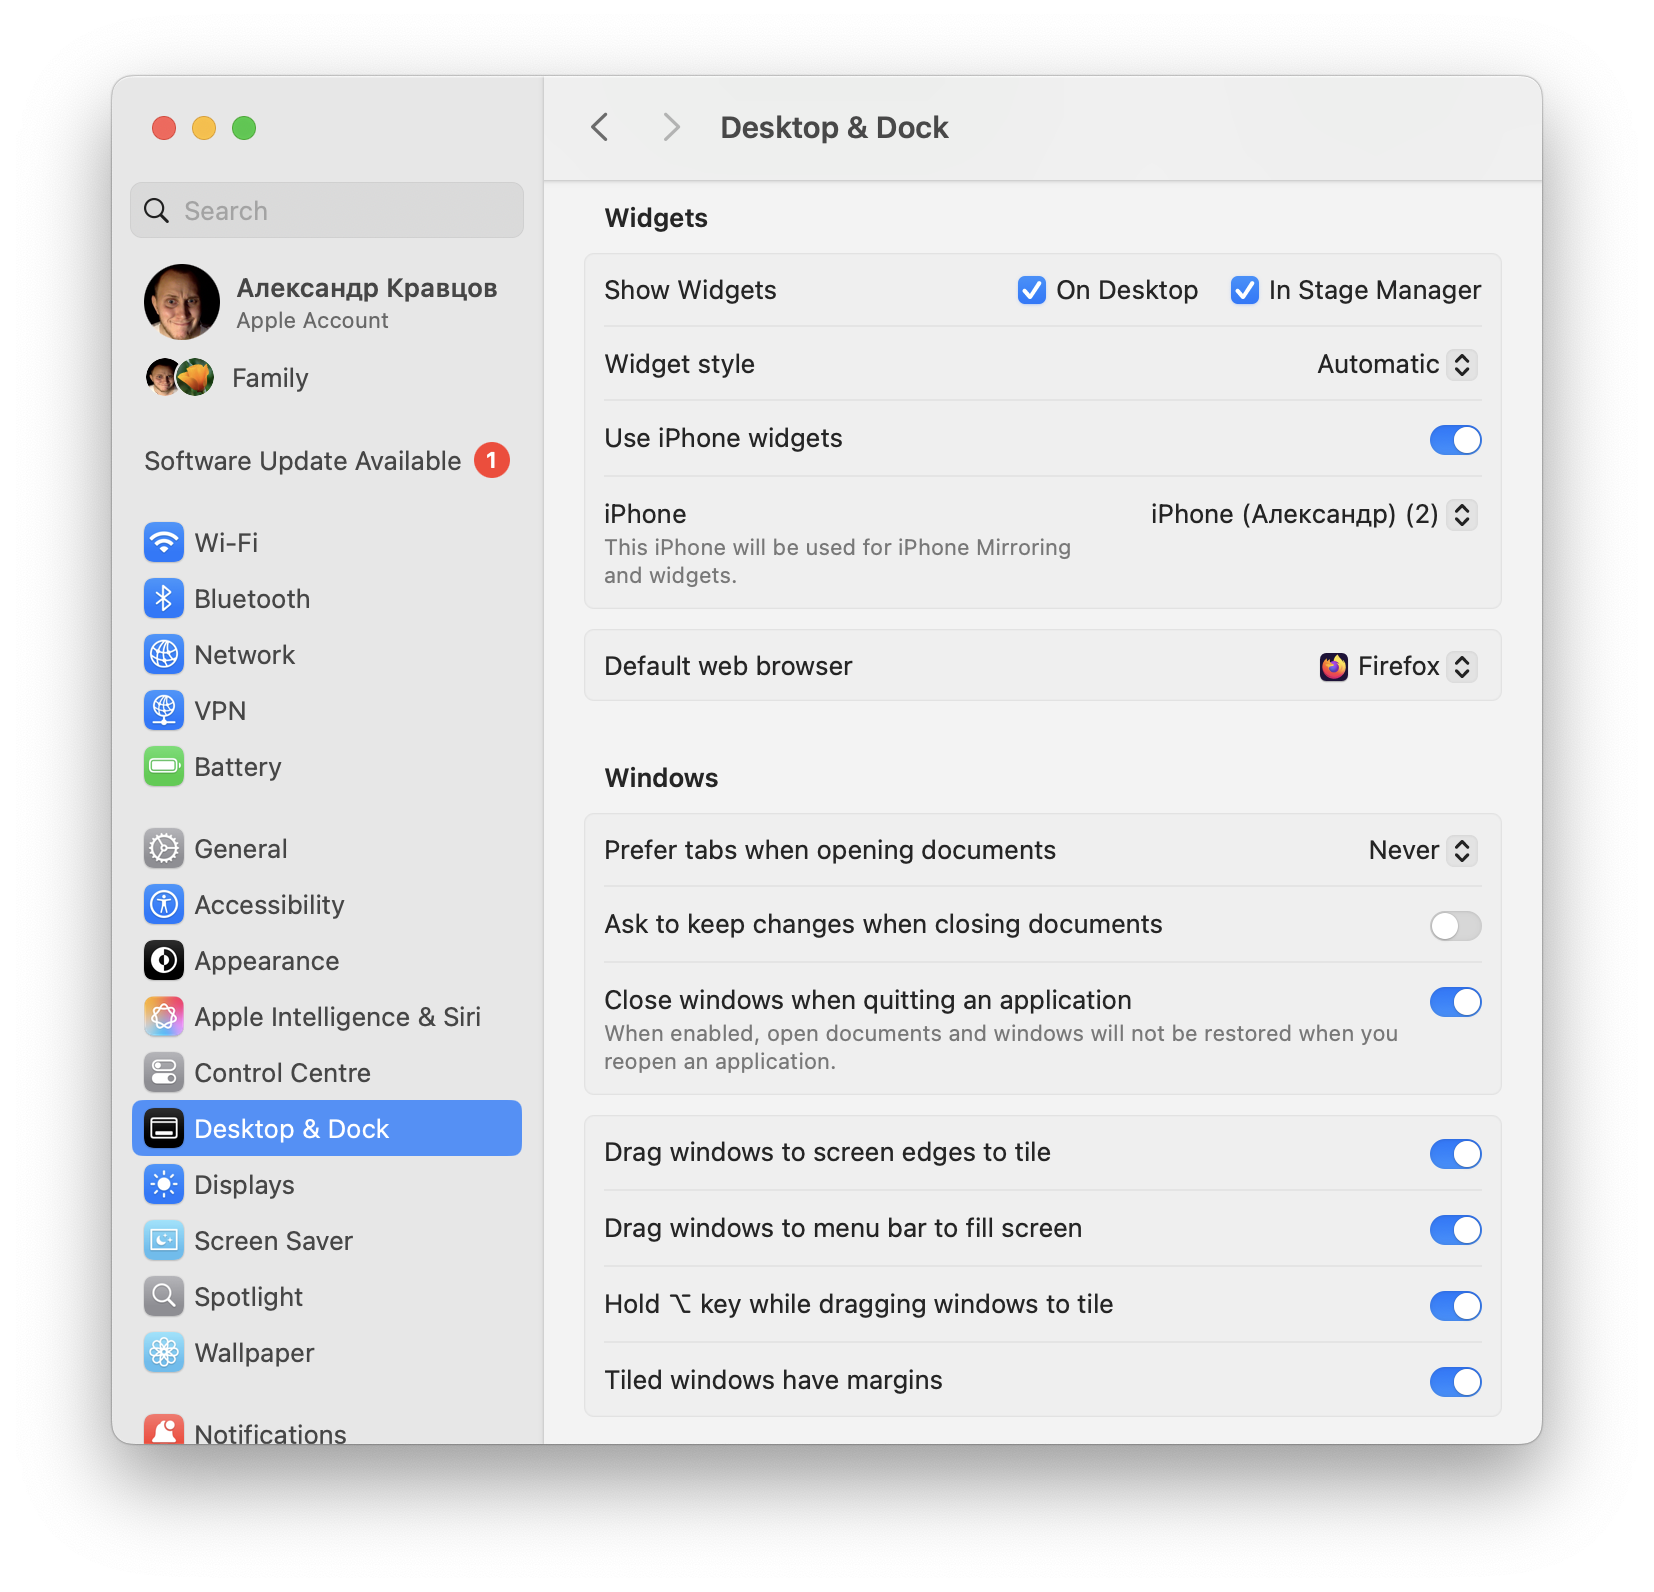 Search
Александр Кравцов
Apple Account
Family
Software Update Available 1
Wi-Fi
Bluetooth
Network
VPN
Battery
General
Accessibility
Appearance
Apple Intelligence & Siri
Control Centre
Desktop & Dock
Displays
Screen Saver
Spotlight
Wallpaper
Notifications
Desktop & Dock
Widgets
Show Widgets On Desktop In Stage Manager
Widget style Automatic
Use iPhone widgets
iPhone iPhone (Александр) (2)
This iPhone will be used for iPhone Mirroring
and widgets.
Default web browser Firefox
Windows
Prefer tabs when opening documents Never
Ask to keep changes when closing documents
Close windows when quitting an application
When enabled, open documents and windows will not be restored when you
reopen an application.
Drag windows to screen edges to tile
Drag windows to menu bar to fill screen
Hold ⌥ key while dragging windows to tile
Tiled windows have margins